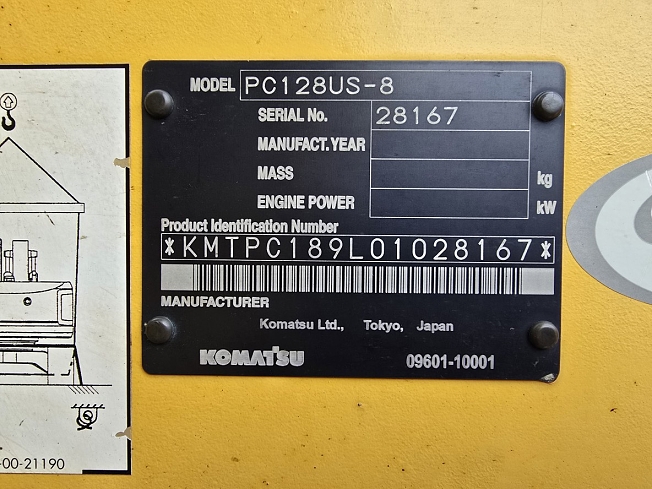 MODEL PC128US-8
SERIAL No. 28167
MANUFACT. YEAR
MASS kg
ENGINE POWER kW
Product Identification Number
*KMTPC189L01028167*
MANUFACTURER
Komatsu Ltd., Tokyo, Japan
KOMATSU 09601-10001
-00-21190